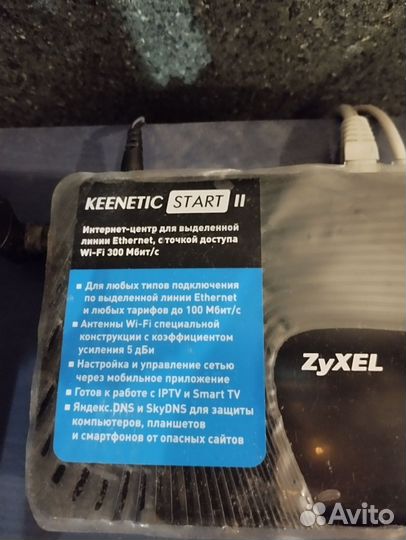 KEENETIC START II
Интернет-центр для выделенной
линии Ethernet, с точкой доступа
Wi-Fi 300 Мбит/с
▪ Для любых типов подключения
по выделенной линии Ethernet
и любых тарифов до 100 Мбит/с
▪ Антенны Wi-Fi специальной
конструкции с коэффициентом
усиления 5 дБи
▪ Настройка и управление сетью
через мобильное приложение
▪ Готов к работе с IPTV и Smart TV
▪ Яндекс.DNS и SkyDNS для защиты
компьютеров, планшетов
и смартфонов от опасных сайтов
ZyXEL
Avito